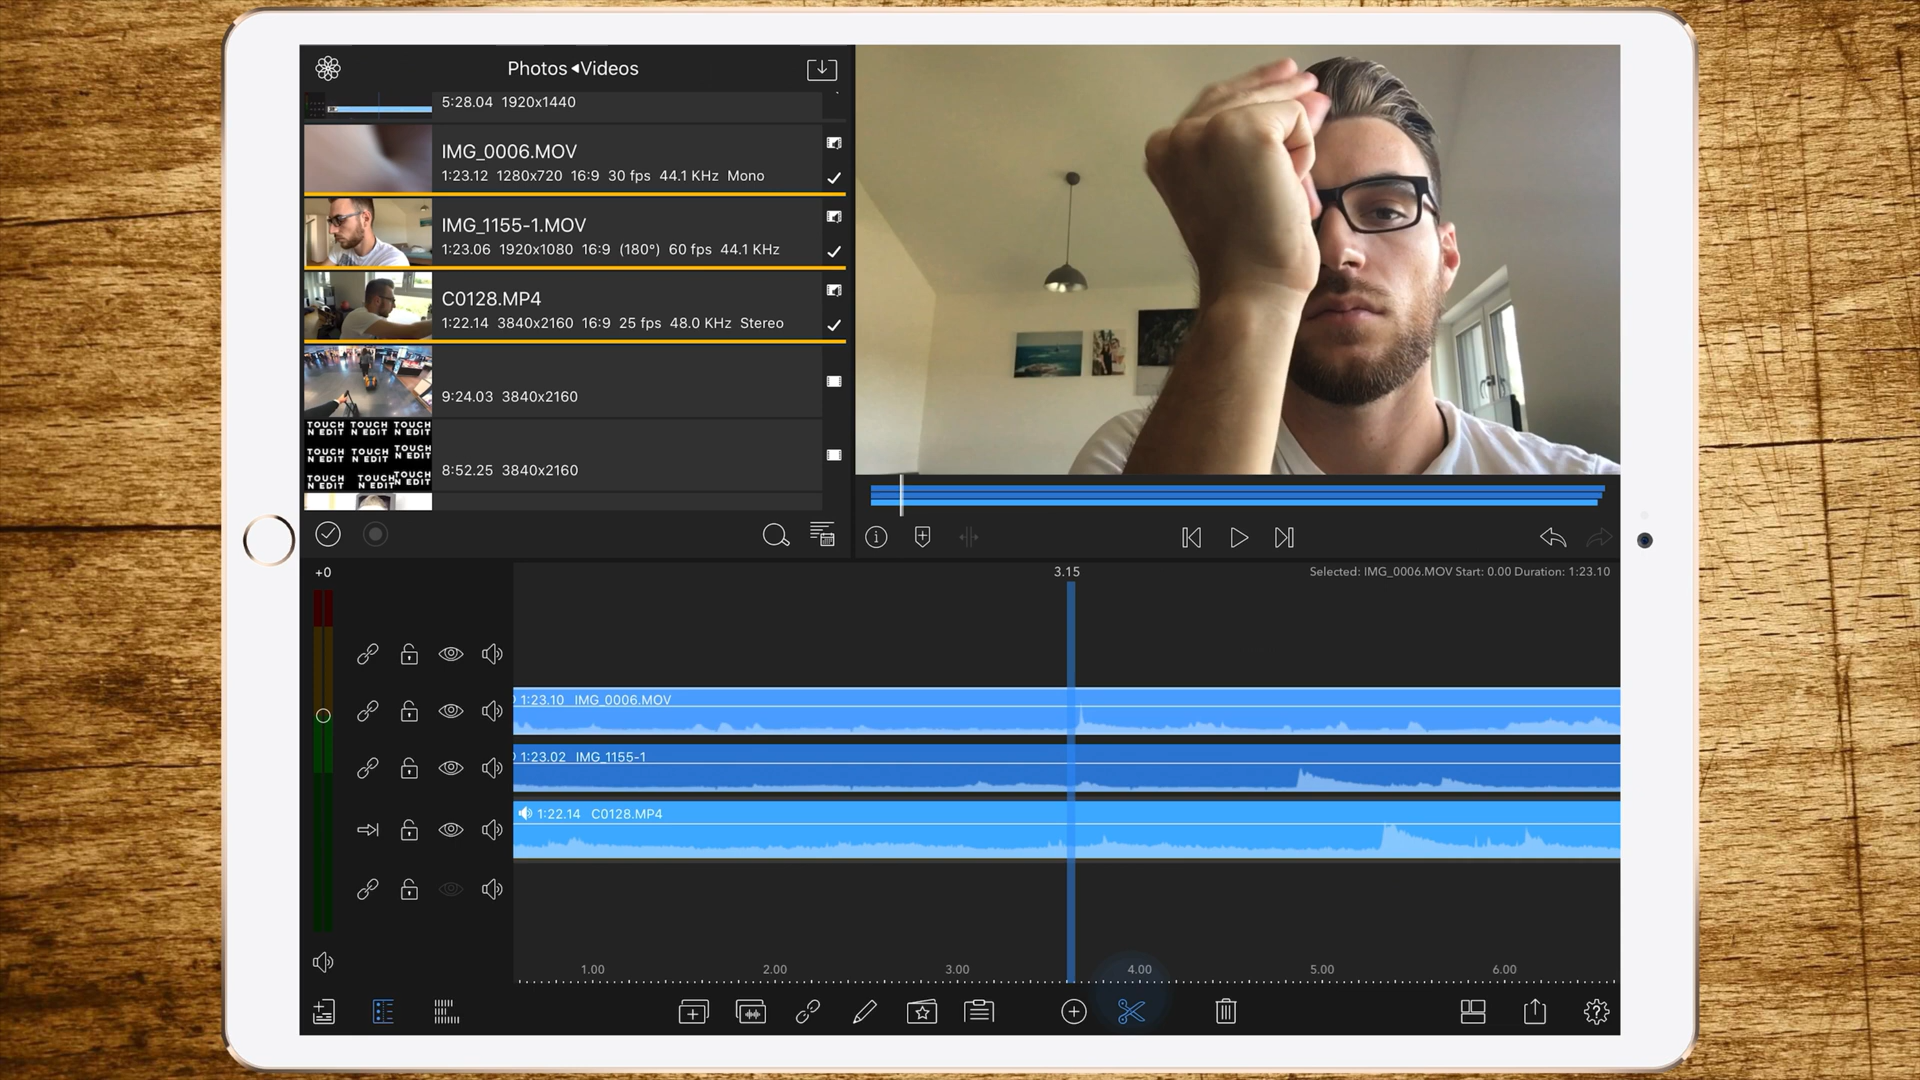 Photos◂Videos
5:28.04 1920x1440
IMG_0006.MOV
1:23.12 1280x720 16:9 30 fps 44.1 KHz Mono
IMG_1155-1.MOV
1:23.06 1920x1080 16:9 (180°) 60 fps 44.1 KHz
C0128.MP4
1:22.14 3840x2160 16:9 25 fps 48.0 KHz Stereo
9:24.03 3840x2160
TOUCH TOUCH TOUCH
N EDIT N EDIT N EDIT
TOUCH TOUCH TOUCH
N EDIT N EDIT N EDIT
TOUCH TOUCH TOUCH
N EDIT N EDIT N EDIT
8:52.25 3840x2160
+0
3.15
Selected: IMG_0006.MOV Start: 0.00 Duration: 1:23.10
1:23.10 IMG_0006.MOV
1:23.02 IMG_1155-1
1:22.14 C0128.MP4
1.00 2.00 3.00 4.00 5.00 6.00